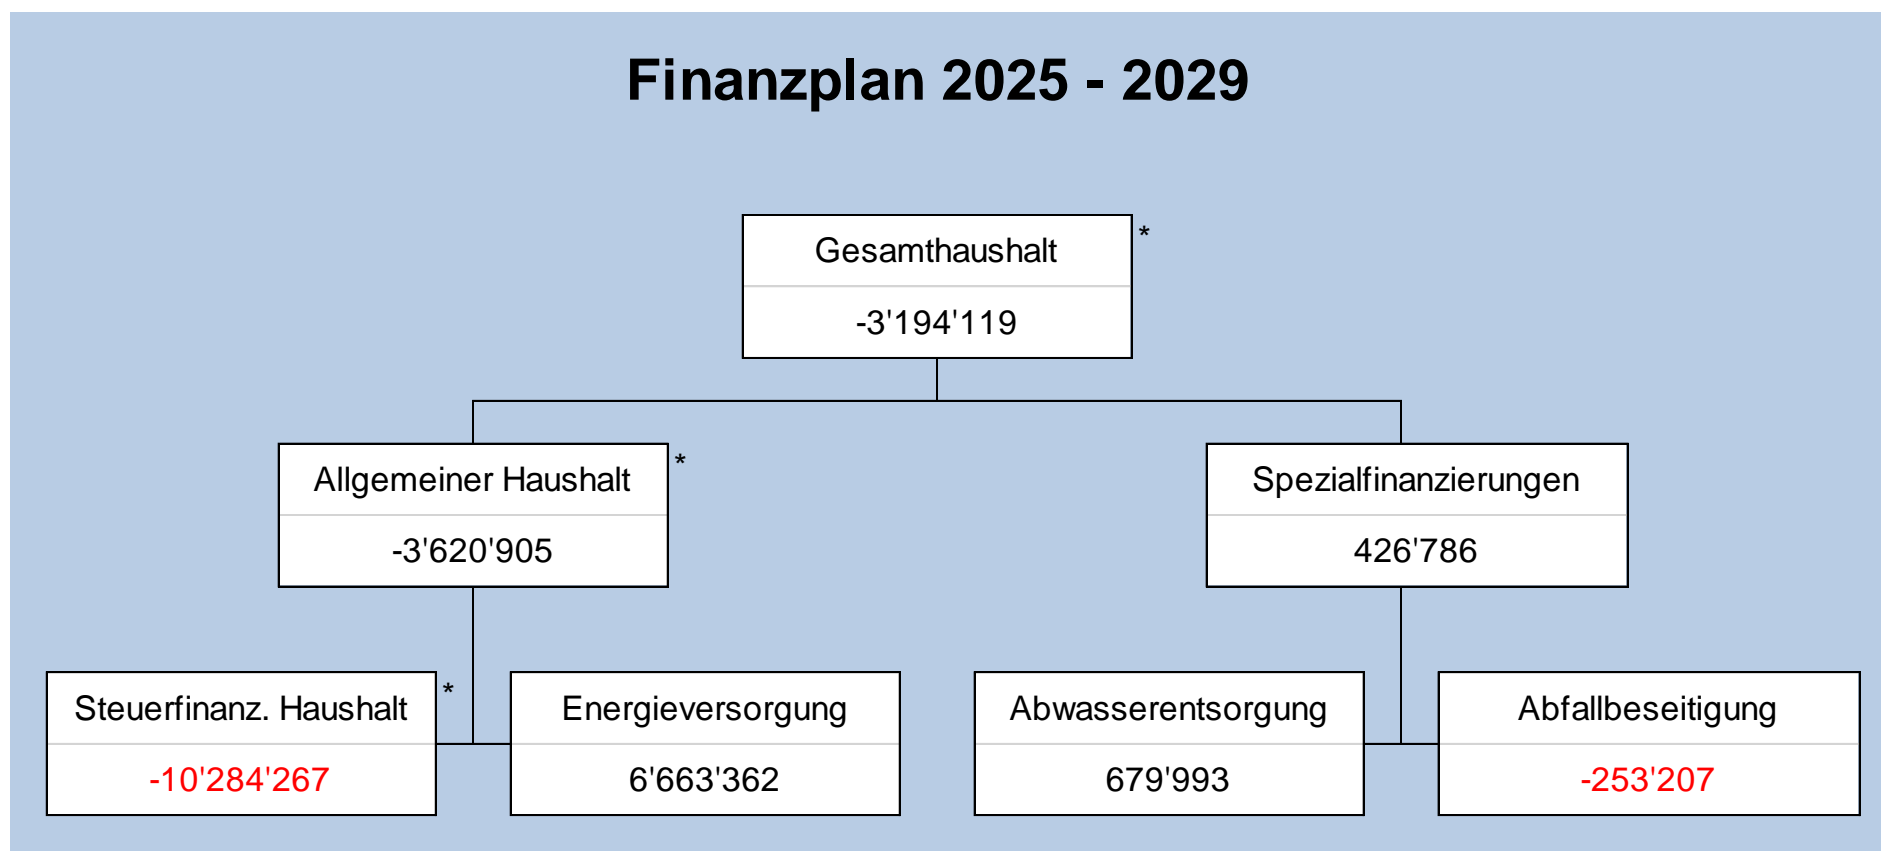 Finanzplan 2025 - 2029
Gesamthaushalt
*
-3'194'119
Allgemeiner Haushalt
*
-3'620'905
Spezialfinanzierungen
426'786
Steuerfinanz. Haushalt
*
-10'284'267
Energieversorgung
6'663'362
Abwasserentsorgung
679'993
Abfallbeseitigung
-253'207